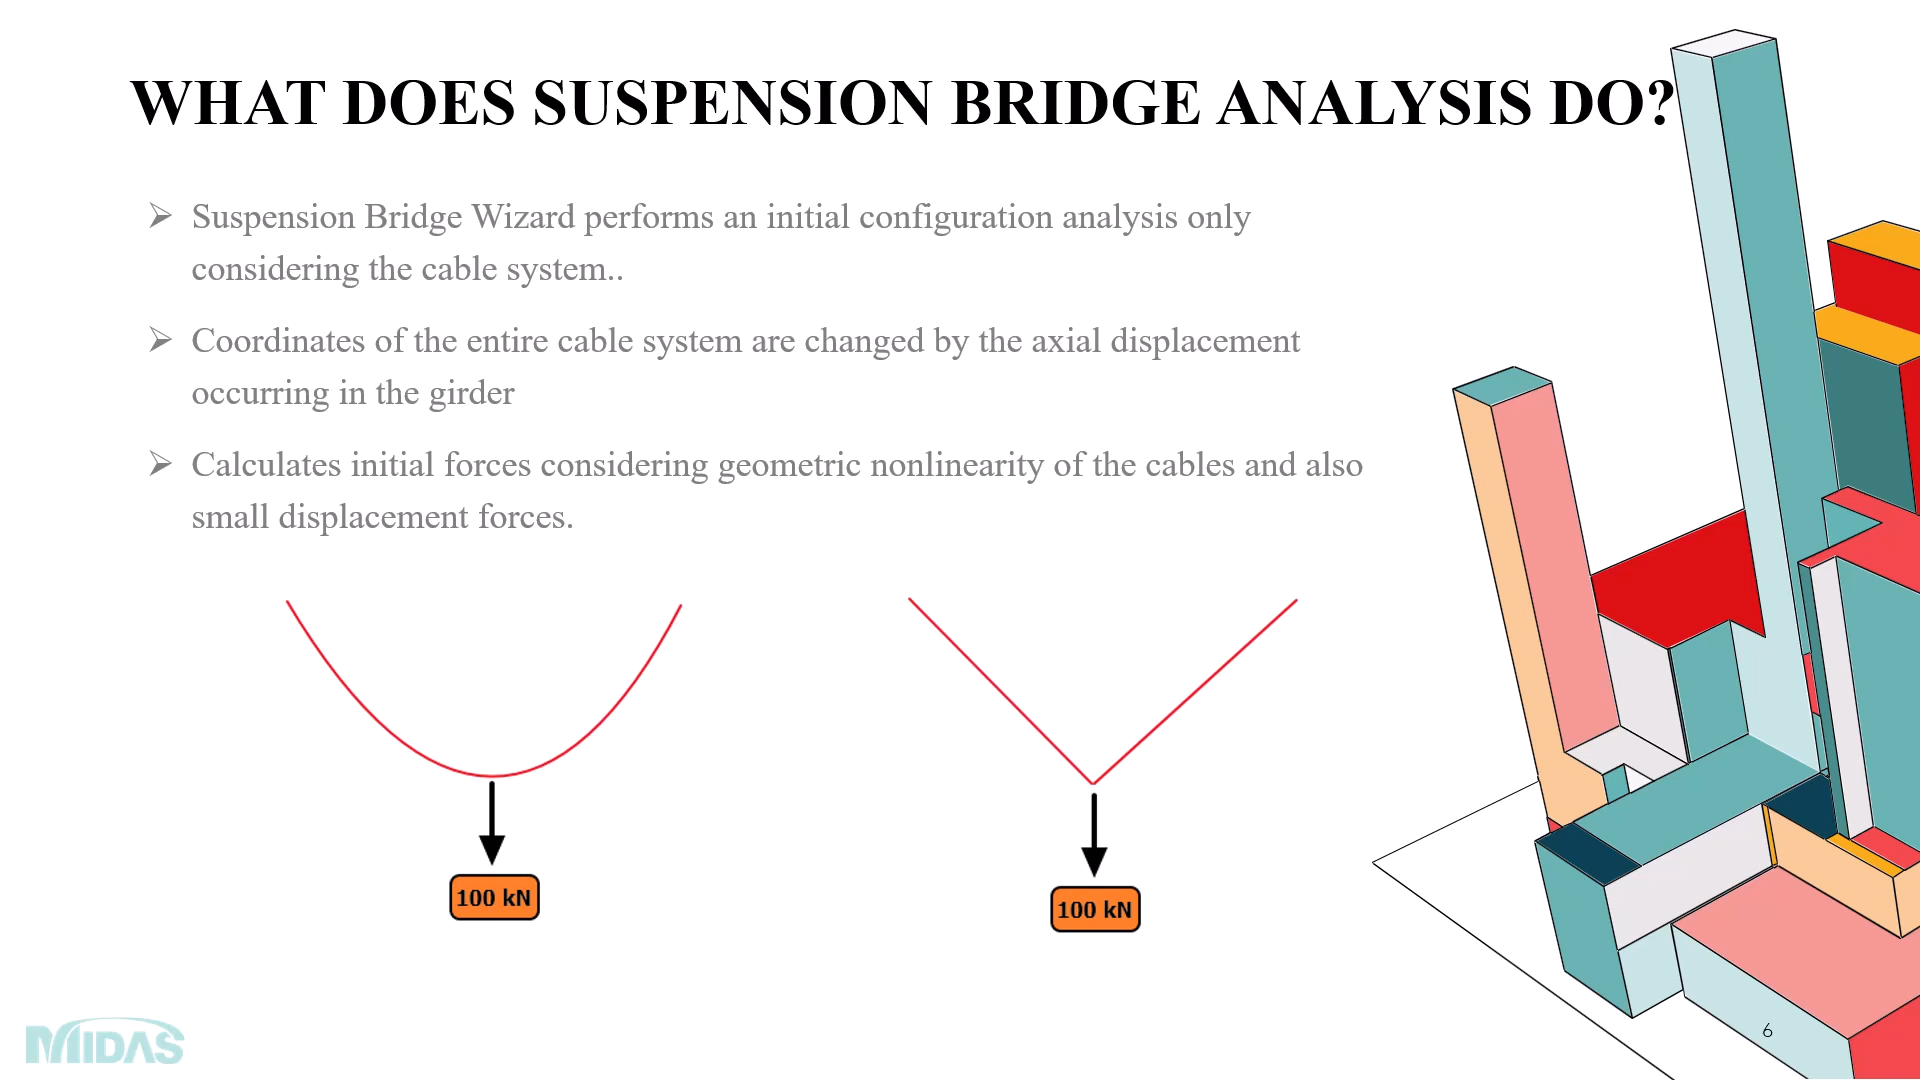 WHAT DOES SUSPENSION BRIDGE ANALYSIS DO?
Suspension Bridge Wizard performs an initial configuration analysis only
considering the cable system..
Coordinates of the entire cable system are changed by the axial displacement
occurring in the girder
Calculates initial forces considering geometric nonlinearity of the cables and also
small displacement forces.
100 kN
100 kN
MIDAS
6